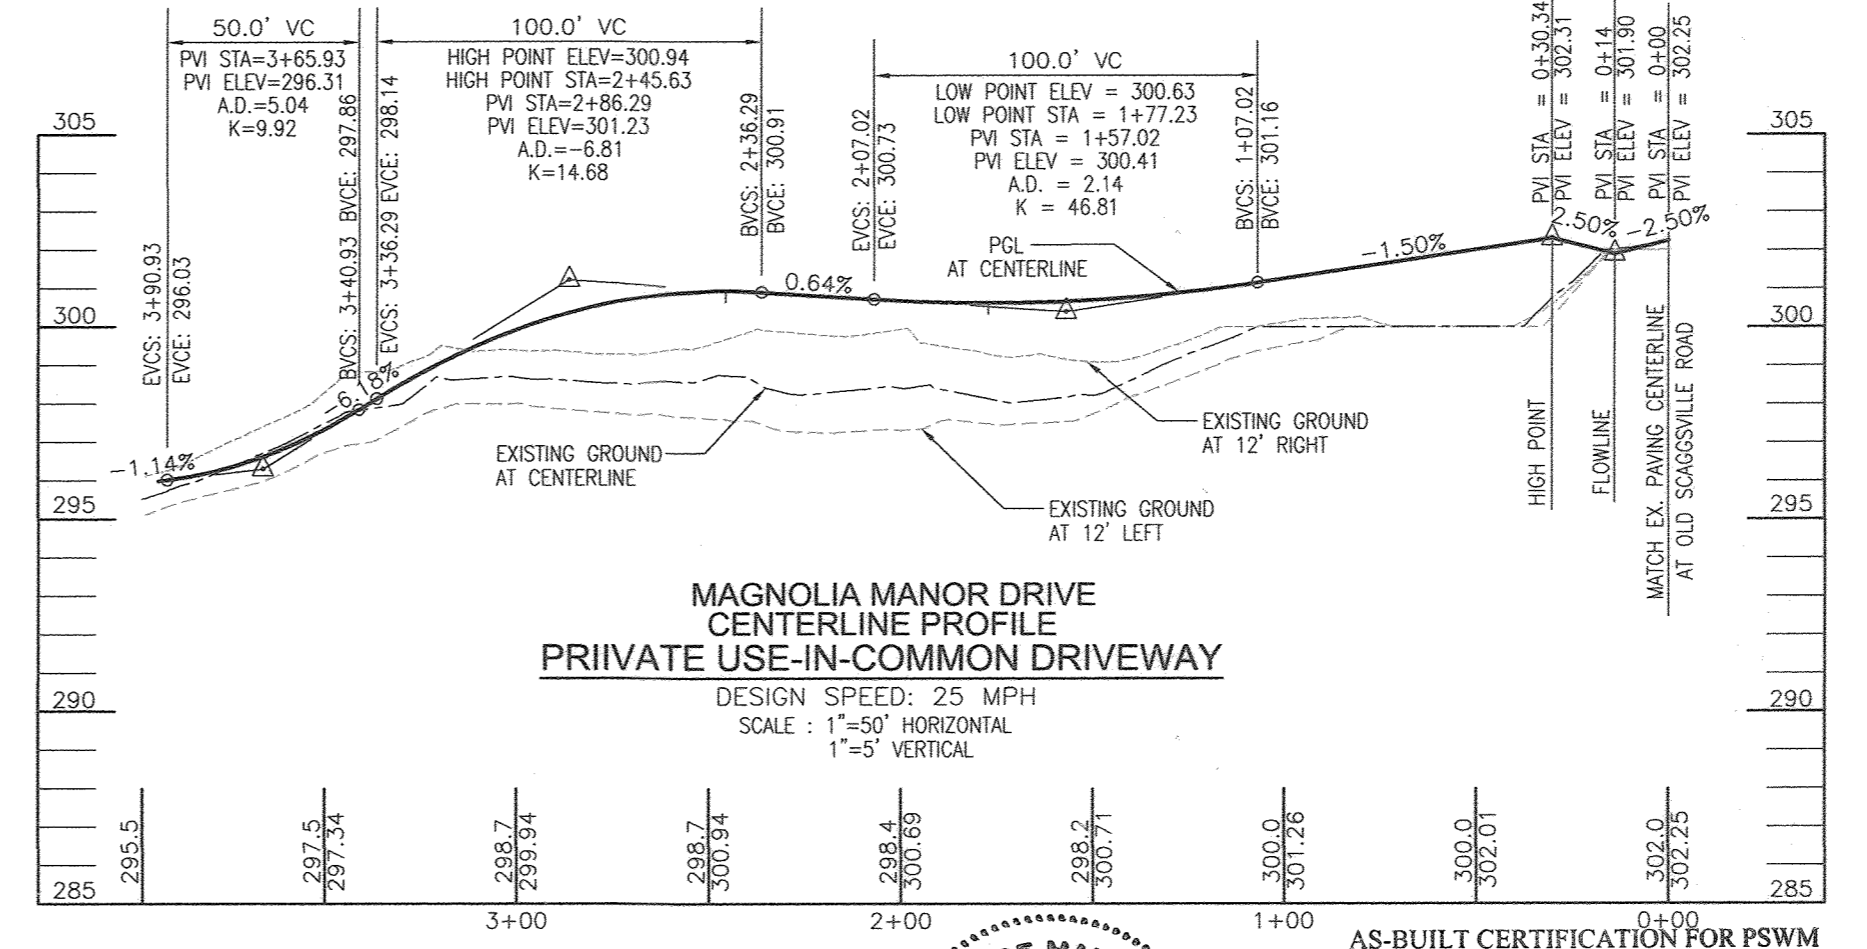 50.0' VC
PVI STA=3+65.93
PVI ELEV=296.31
A.D.=5.04
K=9.92
100.0' VC
HIGH POINT ELEV=300.94
HIGH POINT STA=2+45.63
PVI STA=2+86.29
PVI ELEV=301.23
A.D.=-6.81
K=14.68
100.0' VC
LOW POINT ELEV = 300.63
LOW POINT STA = 1+77.23
PVI STA = 1+57.02
PVI ELEV = 300.41
A.D. = 2.14
K = 46.81
EVCS: 3+90.93
EVCE: 296.03
BVCS: 3+40.93 BVCE: 297.86
EVCS: 3+36.29 EVCE: 298.14
BVCS: 2+36.29
BVCE: 300.91
EVCS: 2+07.02
EVCE: 300.73
BVCS: 1+07.02
BVCE: 301.16
PVI STA = 0+30.34
PVI ELEV = 302.31
PVI STA = 0+14
PVI ELEV = 301.90
PVI STA = 0+00
PVI ELEV = 302.25
305
305
300
300
295
295
290
290
285
285
-1.14%
6.18%
0.64%
-1.50%
2.50%
-2.50%
PGL
AT CENTERLINE
EXISTING GROUND
AT CENTERLINE
EXISTING GROUND
AT 12' RIGHT
EXISTING GROUND
AT 12' LEFT
HIGH POINT
FLOWLINE
MATCH EX. PAVING CENTERLINE
AT OLD SCAGGSVILLE ROAD
MAGNOLIA MANOR DRIVE
CENTERLINE PROFILE
PRIIVATE USE-IN-COMMON DRIVEWAY
DESIGN SPEED: 25 MPH
SCALE : 1"=50' HORIZONTAL
1"=5' VERTICAL
295.5
297.5
297.34
298.7
299.94
298.7
300.94
298.4
300.69
298.2
300.71
300.0
301.26
300.0
302.01
302.0
302.25
3+00
2+00
1+00
0+00
AS-BUILT CERTIFICATION FOR PSWM